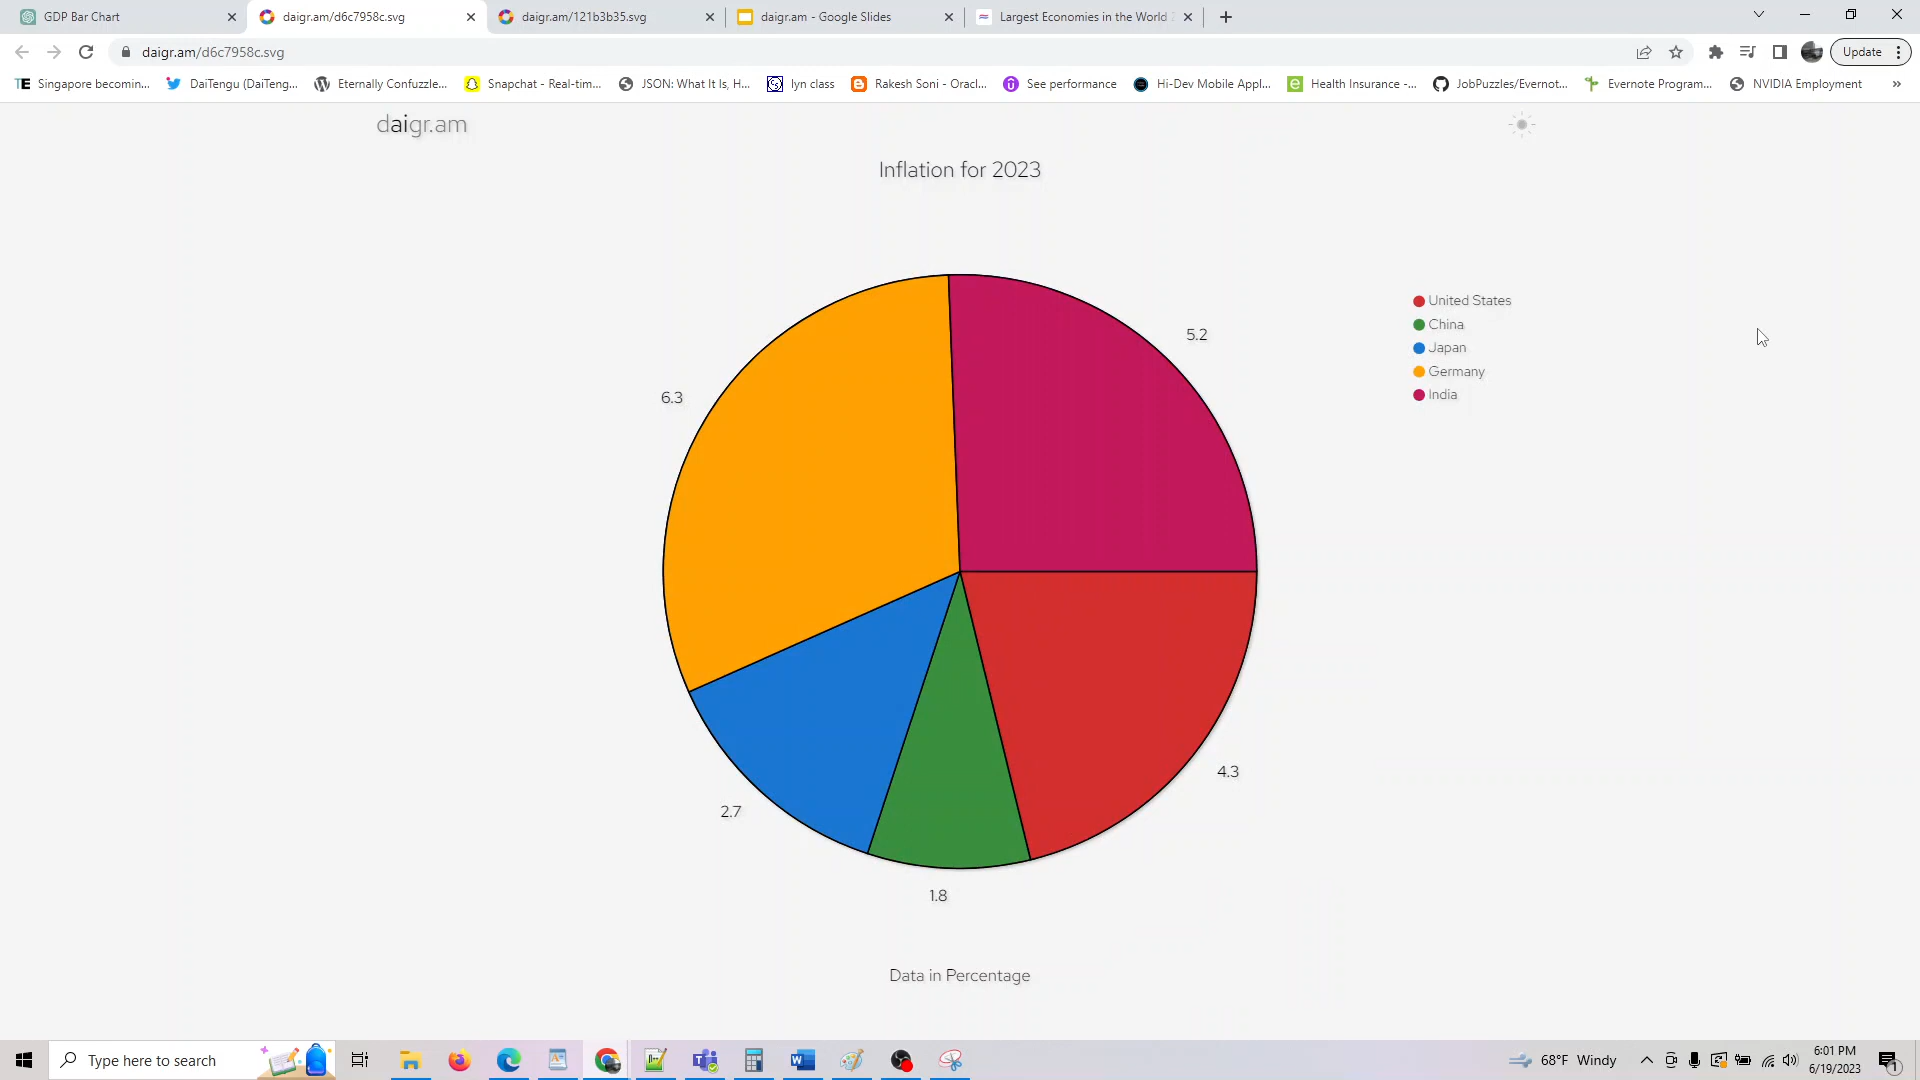 GDP Bar Chart
daigr.am/d6c7958c.svg
daigr.am/121b3b35.svg
daigr.am - Google Slides
Largest Economies in the World
daigr.am/d6c7958c.svg
Update
Singapore becomin...
DaiTengu (DaiTeng...
Eternally Confuzzle...
Snapchat - Real-tim...
JSON: What It Is, H...
lyn class
Rakesh Soni - Oracl...
See performance
Hi-Dev Mobile Appl...
Health Insurance -...
JobPuzzles/Evernot...
Evernote Program...
NVIDIA Employment
»
daigr.am
Inflation for 2023
5.2
6.3
4.3
2.7
1.8
United States
China
Japan
Germany
India
Data in Percentage
Type here to search
68°F Windy
6:01 PM
6/19/2023
1